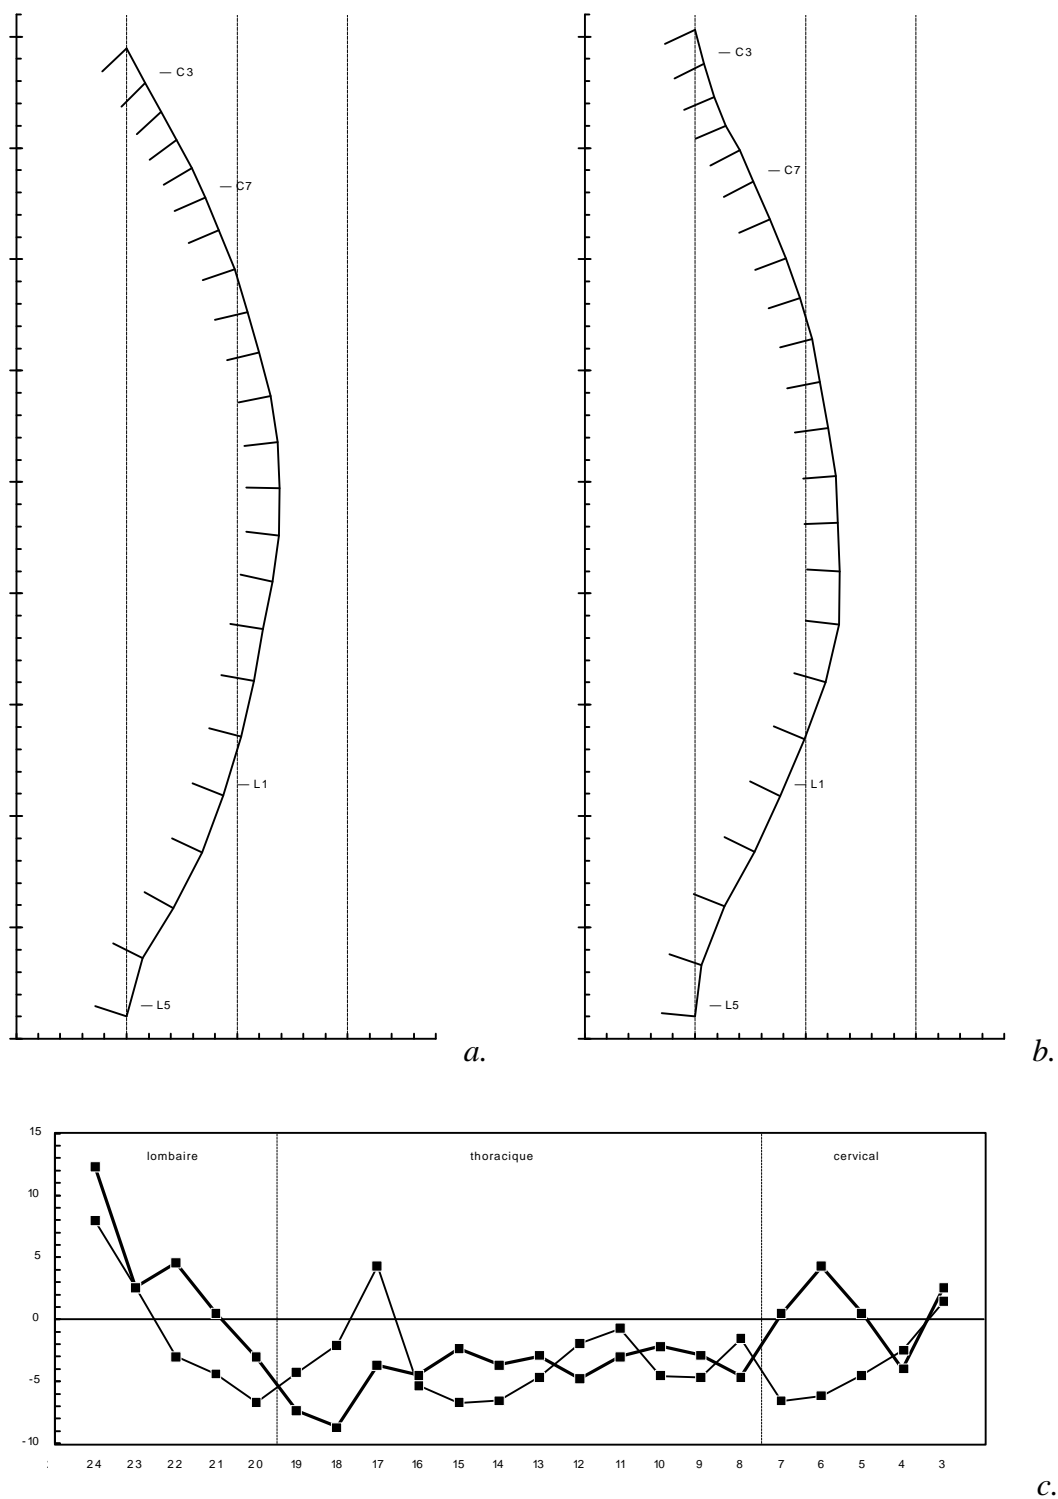 C3
C3
C7
C7
L1
L1
L5
L5
a.
b.
15
lombaire thoracique cervical
10
5
0
-5
-10
24 23 22 21 20 19 18 17 16 15 14 13 12 11 10 9 8 7 6 5 4 3
c.